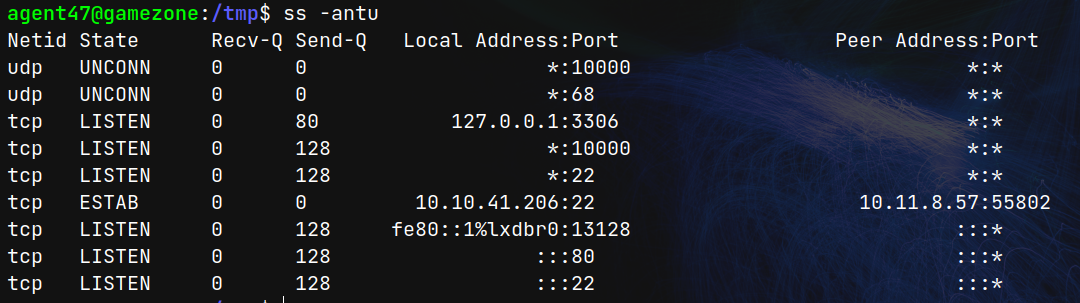 agent47@gamezone:/tmp$ ss -antu
Netid State Recv-Q Send-Q Local Address:Port Peer Address:Port
udp UNCONN 0 0 *:10000 *:*
udp UNCONN 0 0 *:68 *:*
tcp LISTEN 0 80 127.0.0.1:3306 *:*
tcp LISTEN 0 128 *:10000 *:*
tcp LISTEN 0 128 *:22 *:*
tcp ESTAB 0 0 10.10.41.206:22 10.11.8.57:55802
tcp LISTEN 0 128 fe80::1%lxdbr0:13128 :::*
tcp LISTEN 0 128 :::80 :::*
tcp LISTEN 0 128 :::22 :::*